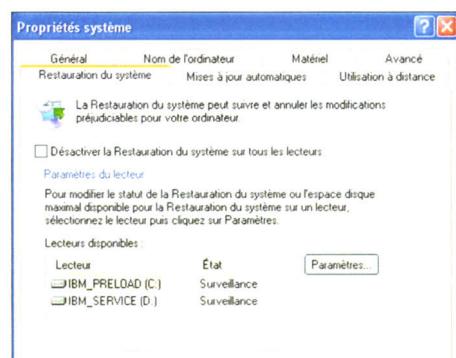 Propriétés système
Général Nom de l'ordinateur Matériel Avancé
Restauration du système Mises à jour automatiques Utilisation à distance
La Restauration du système peut suivre et annuler les modifications
préjudiciables pour votre ordinateur.
Désactiver la Restauration du système sur tous les lecteurs
Paramètres du lecteur
Pour modifier le statut de la Restauration du système ou l'espace disque
maximal disponible pour la Restauration du système sur un lecteur,
sélectionnez le lecteur puis cliquez sur Paramètres.
Lecteurs disponibles :
Lecteur État Paramètres...
IBM_PRELOAD (C:) Surveillance
IBM_SERVICE (D:) Surveillance